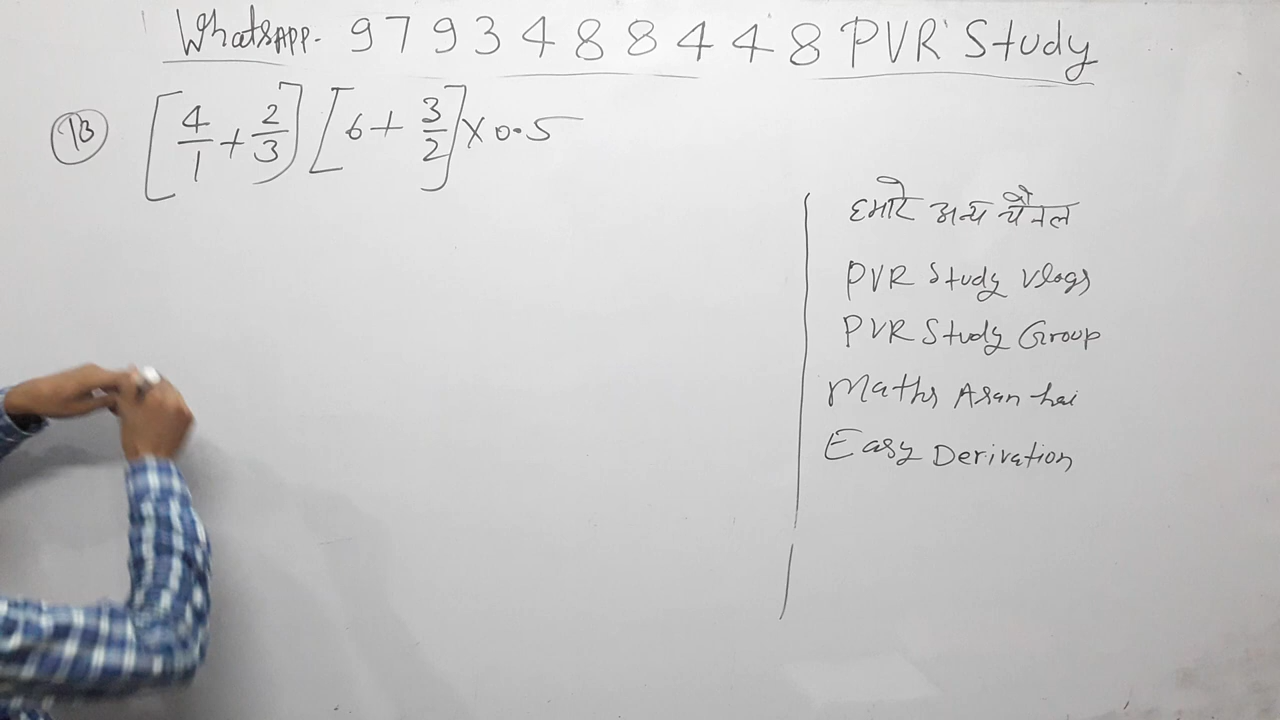 WhatsAPP. 9793488448 PVR Study
13 [4/1 + 2/3] [6 + 3/2] × 0.5
हमारे अन्य चैनल
PVR Study Vlogs
PVR Study Group
Maths Asan hai
Easy Derivation